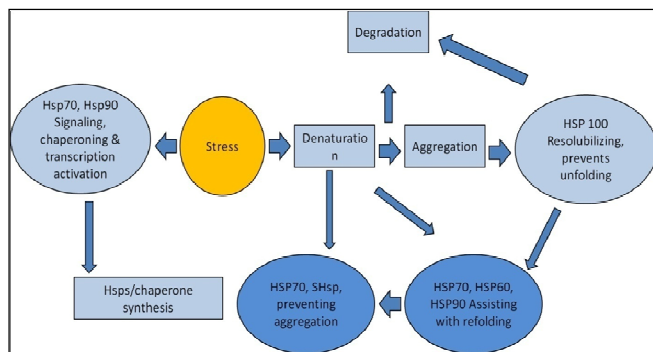 Degradation
Hsp70, Hsp90
Signaling,
chaperoning &
transcription
activation
Stress
Denaturatio
n
Aggregation
HSP 100
Resolubilizing,
prevents
unfolding
Hsps/chaperone
synthesis
HSP70, SHsp,
preventing
aggregation
HSP70, HSP60,
HSP90 Assisting
with refolding